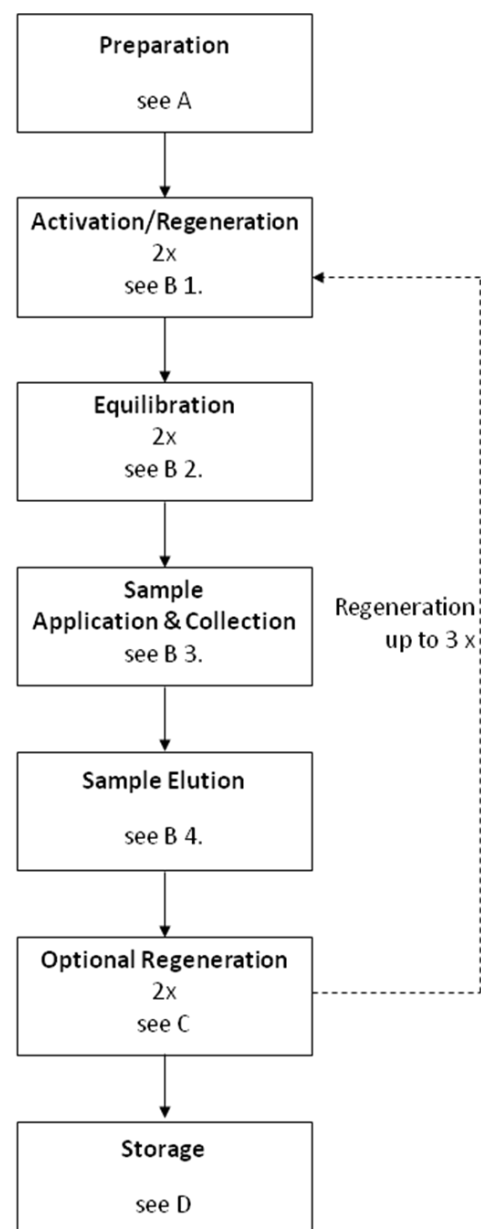 Preparation
see A
Activation/Regeneration
2x
see B 1.
Equilibration
2x
see B 2.
Sample
Application & Collection
see B 3.
Regeneration
up to 3 x
Sample Elution
see B 4.
Optional Regeneration
2x
see C
Storage
see D